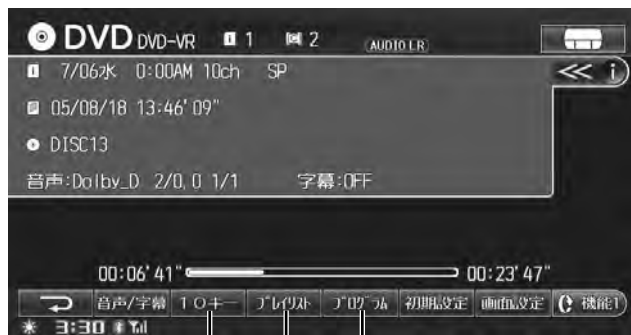 DVD DVD-VR 1 2 AUDIO LR
7/06水 0:00AM 10ch SP
05/08/18 13:46'09"
DISC13
音声:Dolby_D 2/0,0 1/1 字幕:OFF
00:06'41" 00:23'47"
音声/字幕 10キー プレイリスト プログラム 初期設定 画面設定 機能1
3:30